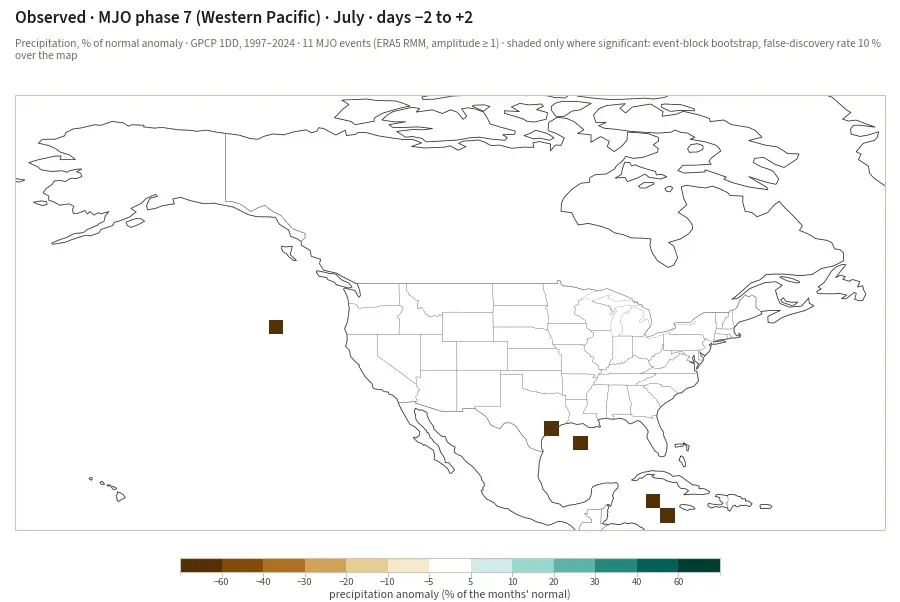 Observed · MJO phase 7 (Western Pacific) · July · days −2 to +2
Precipitation, % of normal anomaly · GPCP 1DD, 1997–2024 · 11 MJO events (ERA5 RMM, amplitude ≥ 1) · shaded only where significant: event-block bootstrap, false-discovery rate 10 %
over the map
−60 −40 −30 −20 −10 −5 5 10 20 30 40 60
precipitation anomaly (% of the months' normal)